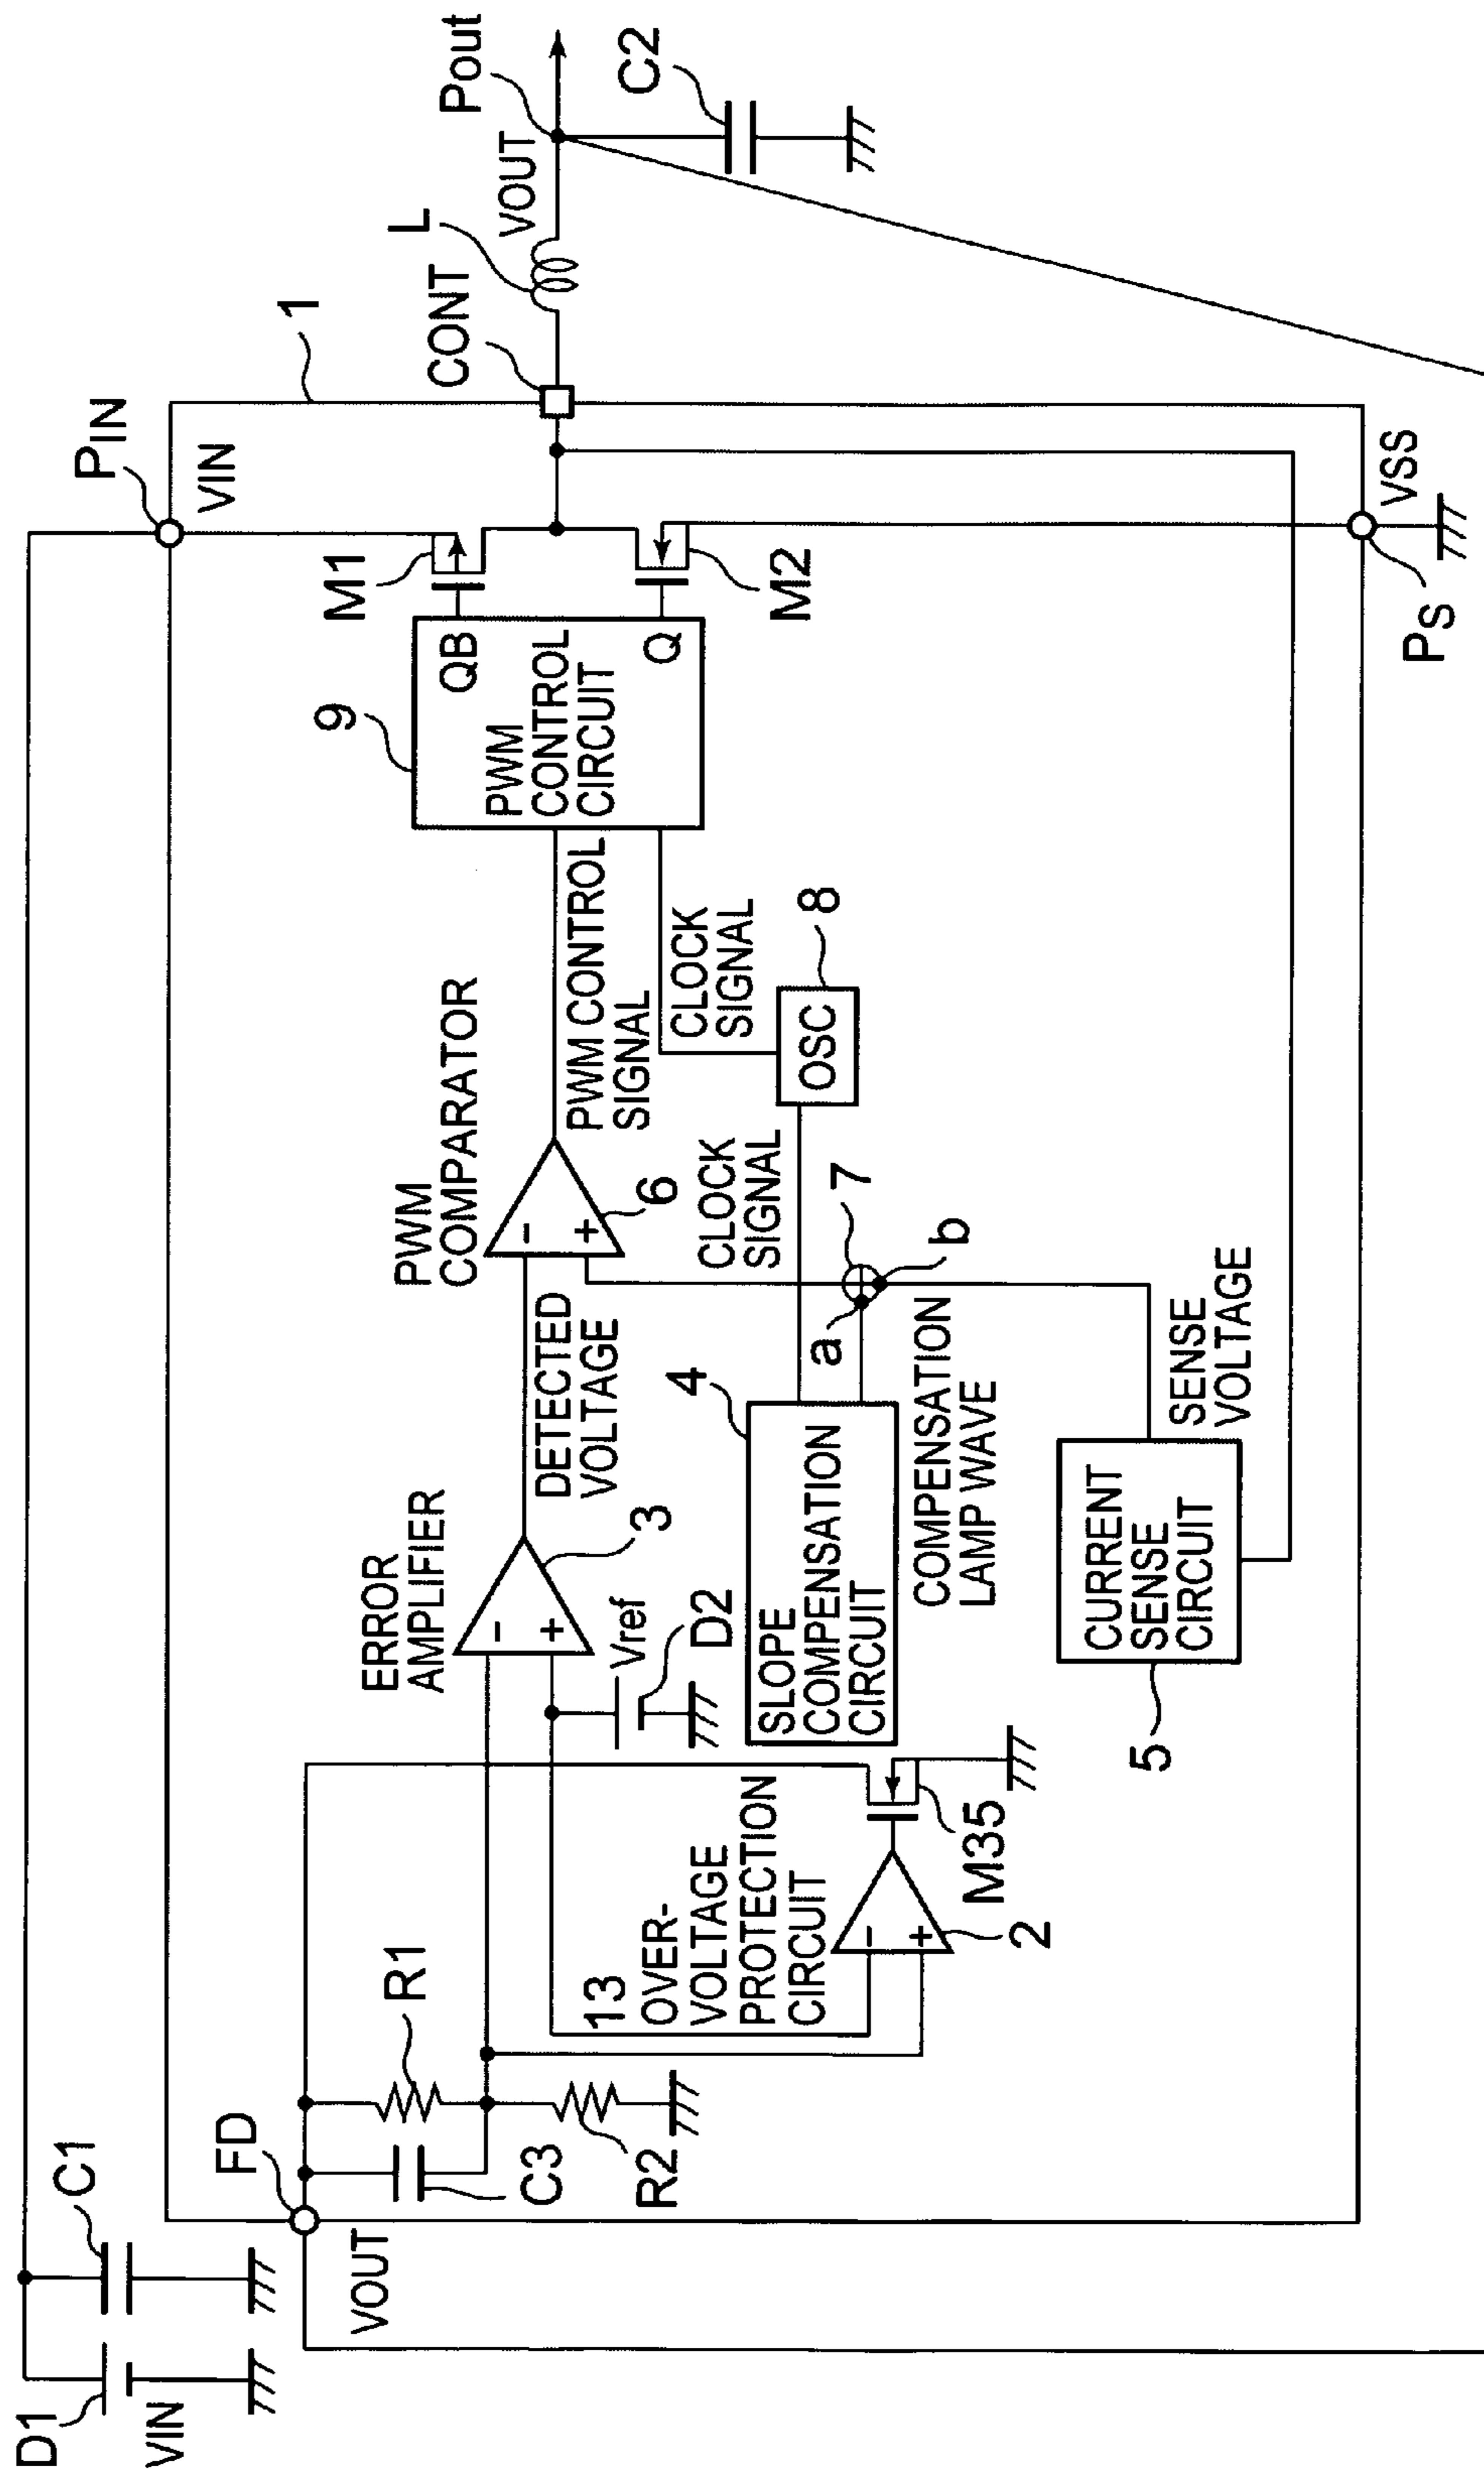 D1
VIN
C1
FD
VOUT
C3
R1
R2
13
OVER-
VOLTAGE
PROTECTION
CIRCUIT
-
+
2
M35
ERROR
AMPLIFIER
-
+
3
Vref
D2
DETECTED
VOLTAGE
4
SLOPE
COMPENSATION
CIRCUIT
COMPENSATION
LAMP WAVE
5
CURRENT
SENSE
CIRCUIT
SENSE
VOLTAGE
a
b
7
PWM
COMPARATOR
-
+
6
CLOCK
SIGNAL
OSC
8
PWM CONTROL
SIGNAL
CLOCK
SIGNAL
9
PWM
CONTROL
CIRCUIT
QB
Q
M1
M2
PIN
VIN
1
CONT
L
VOUT
Pout
C2
VSS
PS